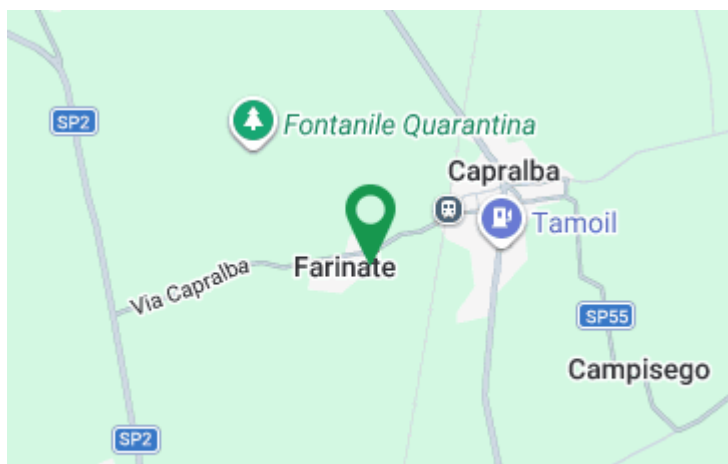 SP2
Fontanile Quarantina
Capralba
Tamoil
Farinate
Via Capralba
SP55
Campisego
SP2